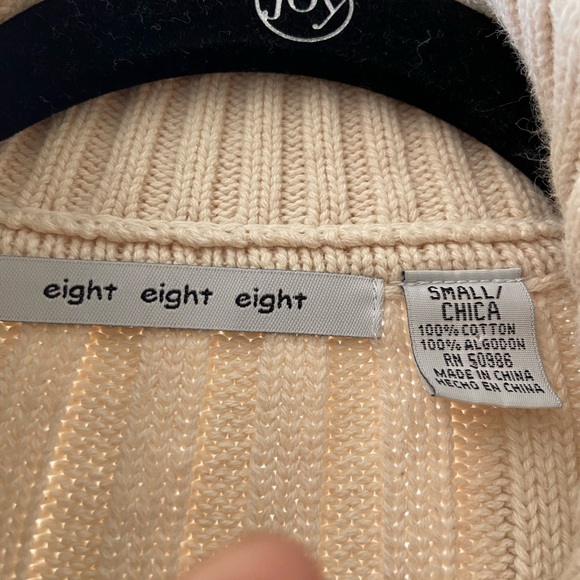 Joy
eight eight eight
SMALL/
CHICA
100% COTTON
100% ALGODON
RN 50986
MADE IN CHINA
HECHO EN CHINA